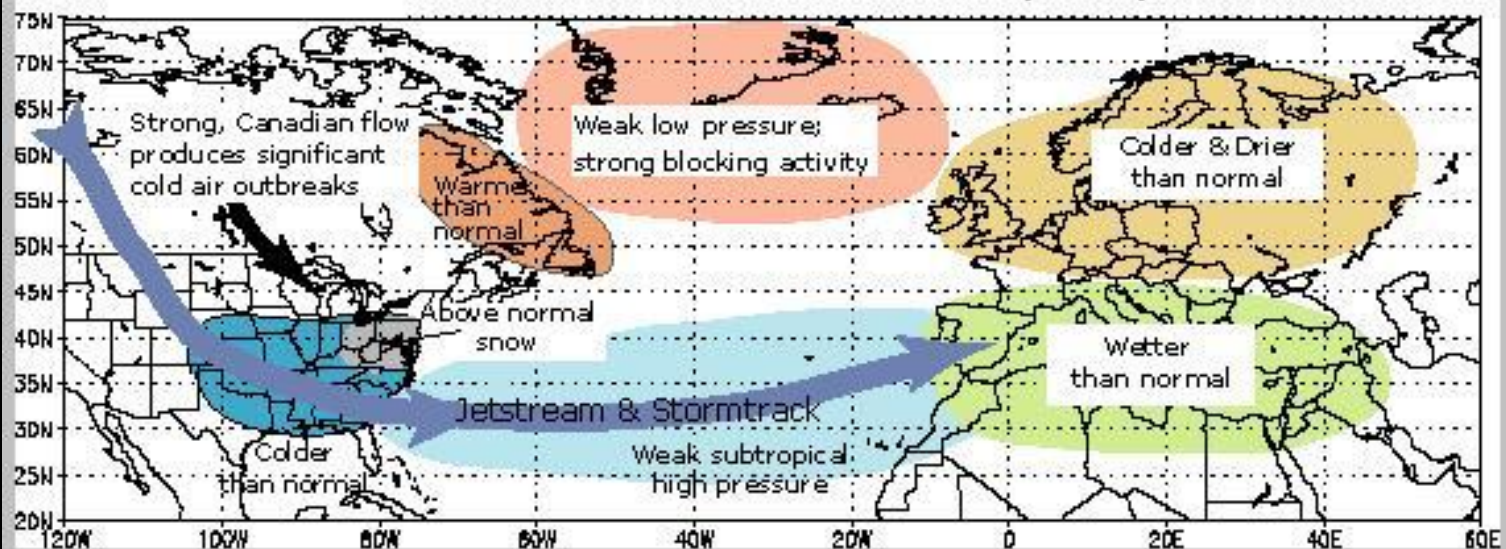 75N
70N
65N
60N
55N
50N
45N
40N
35N
30N
25N
20N
120W
100W
80W
60W
40W
20W
0
20E
40E
60E
Strong, Canadian flow
produces significant
cold air outbreaks
Warmer
than
normal
Weak low pressure;
strong blocking activity
Colder & Drier
than normal
Above normal
snow
Wetter
than normal
Jetstream & Stormtrack
Colder
than normal
Weak subtropical
high pressure